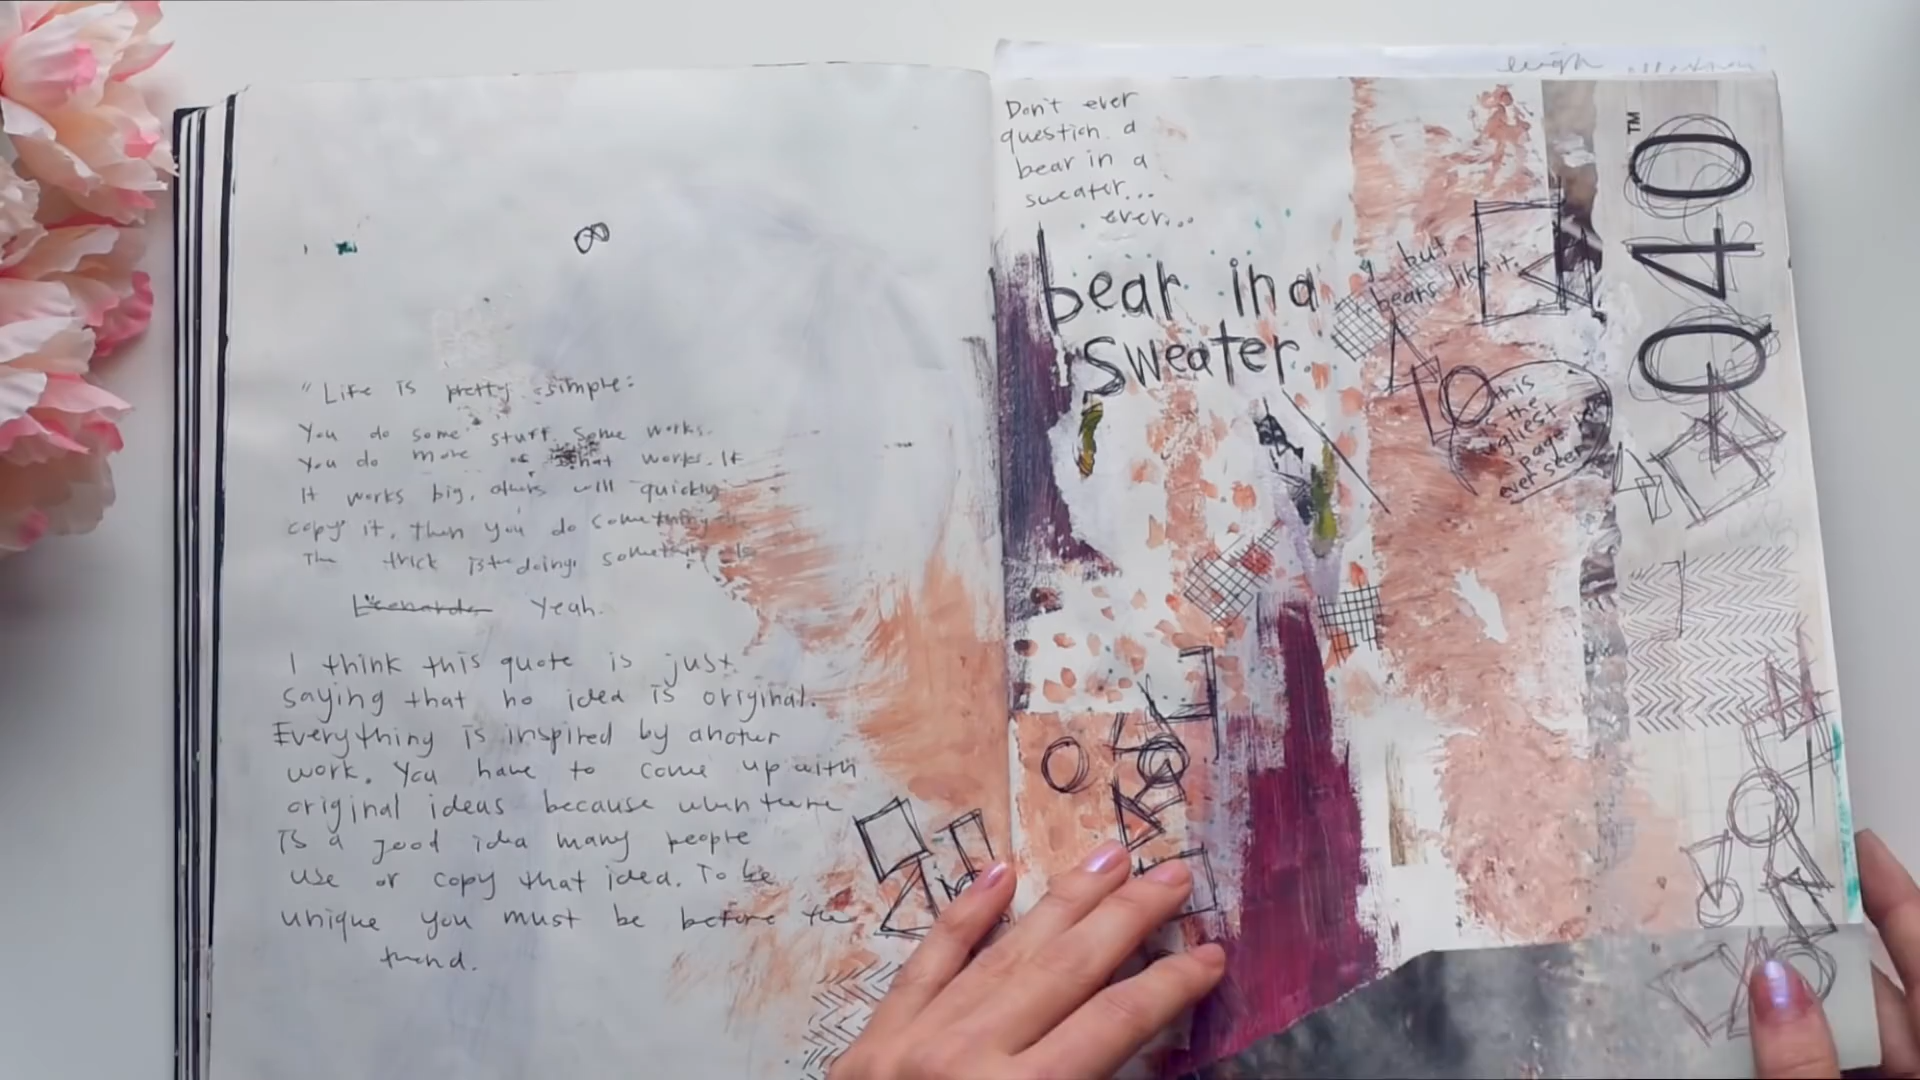 "Life is pretty simple:
You do some stuff Some works.
You do more of what works. If
It works big, others will quickly
copy it, Then you do something
The trick is the doing something
Leonardo Yeah.
I think this quote is just
saying that no idea is original.
Everything is inspired by another
work. You have to come up with
original ideas because when there
is a good idea many people
use or copy that idea. To be
unique you must be before the
trend.
Don't ever
question a
bear in a
sweater...
ever...
bear in a
Sweater.
but
bears like it.
this
is the
ugliest
page
ever seen
Q40™
leigh